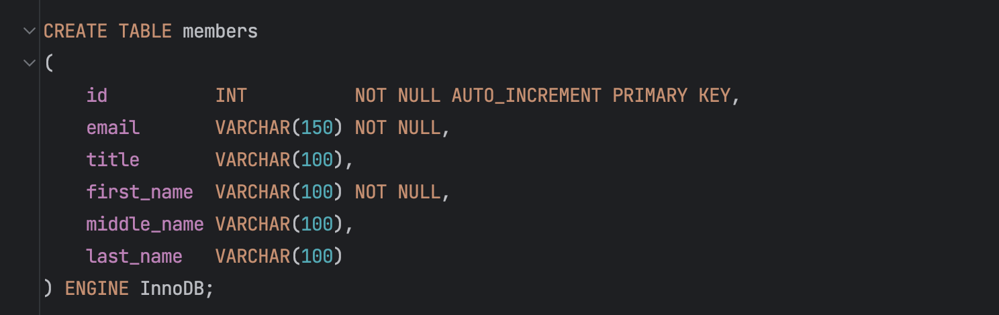 CREATE TABLE members
(
    id          INT          NOT NULL AUTO_INCREMENT PRIMARY KEY,
    email       VARCHAR(150) NOT NULL,
    title       VARCHAR(100),
    first_name  VARCHAR(100) NOT NULL,
    middle_name VARCHAR(100),
    last_name   VARCHAR(100)
) ENGINE InnoDB;